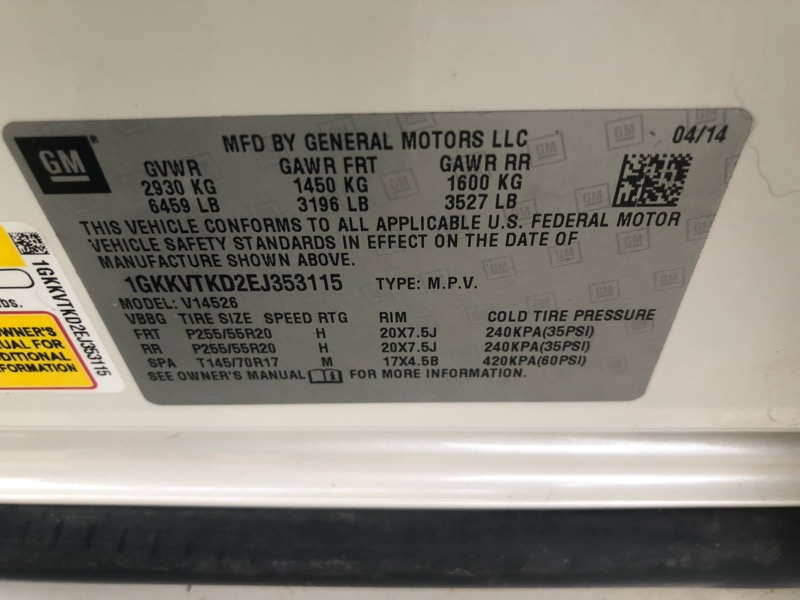 GM
MFD BY GENERAL MOTORS LLC 04/14
GVWR GAWR FRT GAWR RR
2930 KG 1450 KG 1600 KG
6459 LB 3196 LB 3527 LB
THIS VEHICLE CONFORMS TO ALL APPLICABLE U.S. FEDERAL MOTOR
VEHICLE SAFETY STANDARDS IN EFFECT ON THE DATE OF
MANUFACTURE SHOWN ABOVE.
1GKKVTKD2EJ353115 TYPE: M.P.V.
MODEL: V14526
VBBG TIRE SIZE SPEED RTG RIM COLD TIRE PRESSURE
FRT P255/55R20 H 20X7.5J 240KPA(35PSI)
RR P255/55R20 H 20X7.5J 240KPA(35PSI)
SPA T145/70R17 M 17X4.5B 420KPA(60PSI)
SEE OWNER'S MANUAL FOR MORE INFORMATION.
1GKKVTKD2EJ353115
lbs.
OWNER'S
FOR